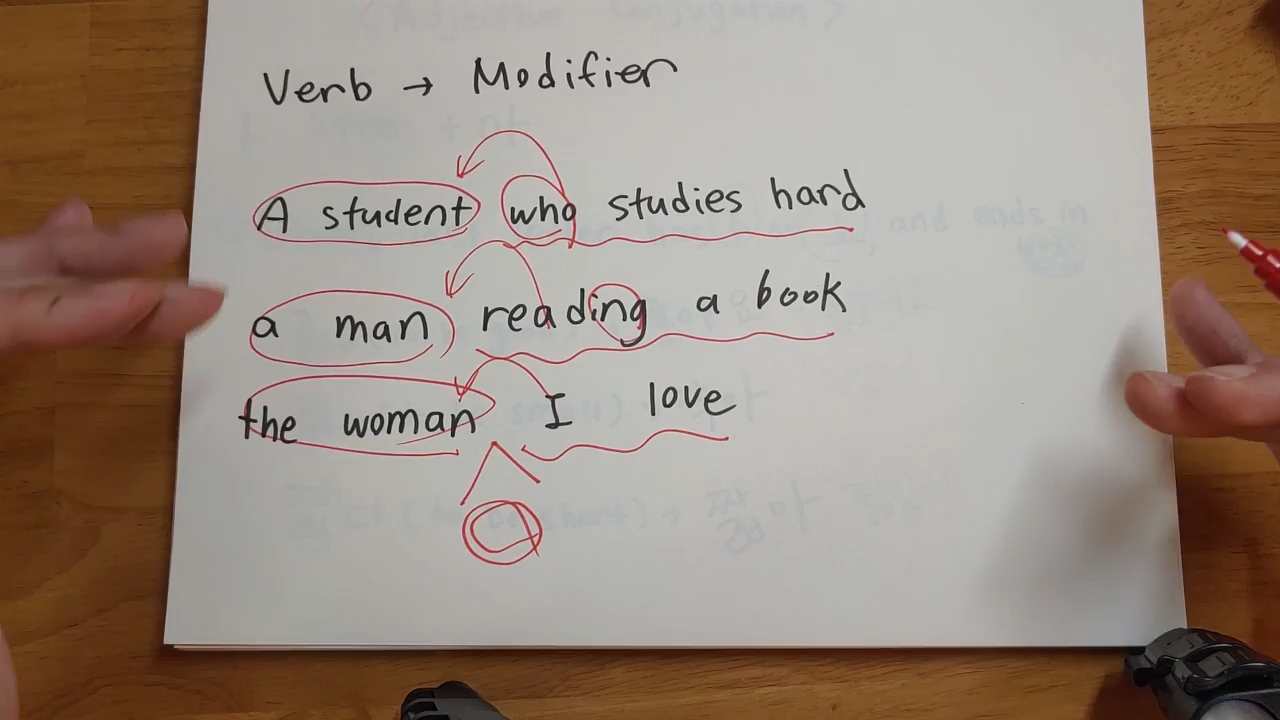 Verb → Modifier
A student who studies hard
a man reading a book
the woman I love